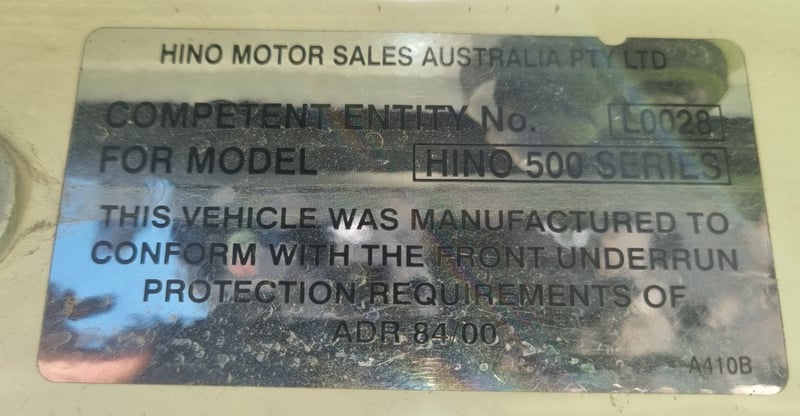 HINO MOTOR SALES AUSTRALIA PTY LTD
COMPETENT ENTITY No. E0028
FOR MODEL HINO 500 SERIES
THIS VEHICLE WAS MANUFACTURED TO
CONFORM WITH THE FRONT UNDERRUN
PROTECTION REQUIREMENTS OF
ADR 84/00
A410B